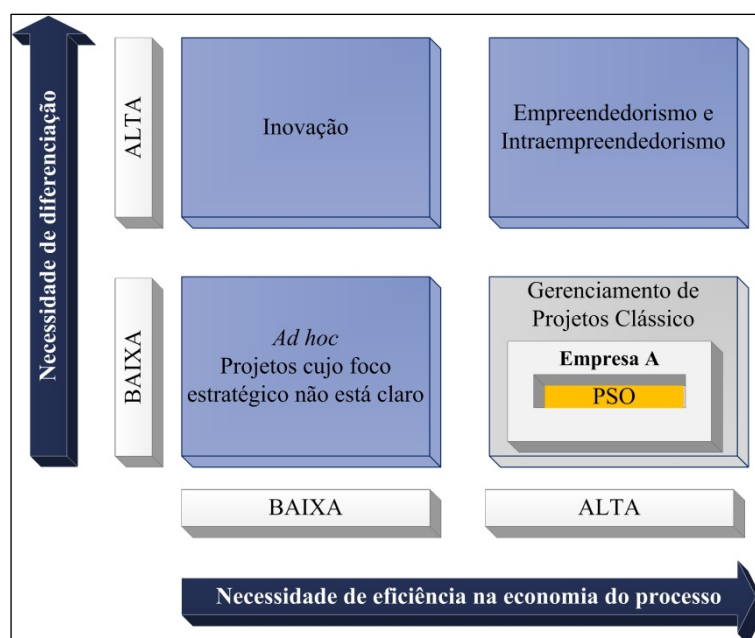 Necessidade de diferenciação
ALTA
Inovação
Empreendedorismo e
Intraempreendedorismo
BAIXA
Ad hoc
Projetos cujo foco
estratégico não está claro
Gerenciamento de
Projetos Clássico
Empresa A
PSO
BAIXA
ALTA
Necessidade de eficiência na economia do processo